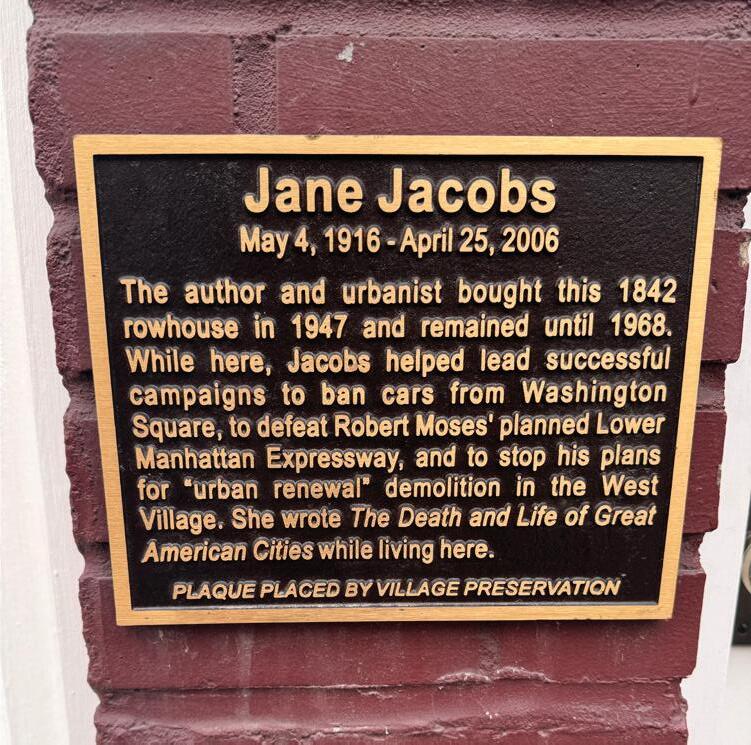 Jane Jacobs
May 4, 1916 - April 25, 2006
The author and urbanist bought this 1842
rowhouse in 1947 and remained until 1968.
While here, Jacobs helped lead successful
campaigns to ban cars from Washington
Square, to defeat Robert Moses' planned Lower
Manhattan Expressway, and to stop his plans
for "urban renewal" demolition in the West
Village. She wrote The Death and Life of Great
American Cities while living here.
PLAQUE PLACED BY VILLAGE PRESERVATION